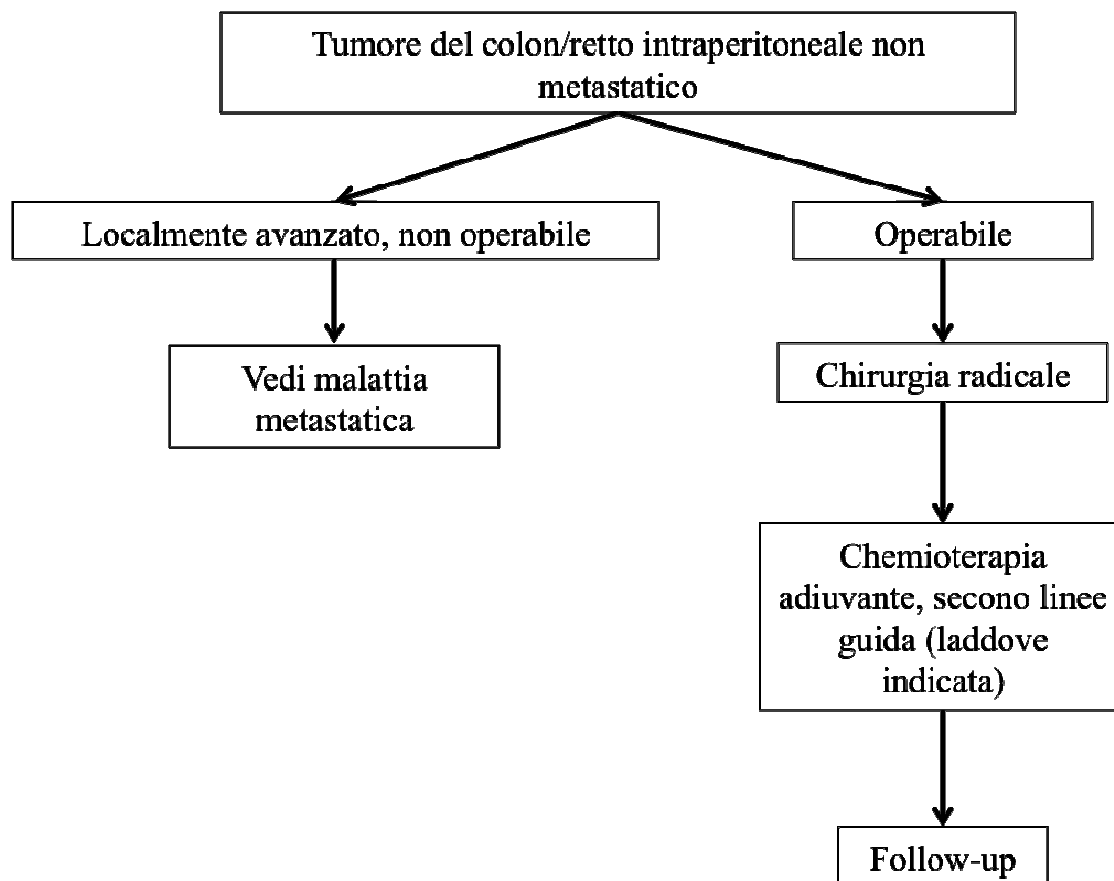 Tumore del colon/retto intraperitoneale non
metastatico
Localmente avanzato, non operabile
Operabile
Vedi malattia
metastatica
Chirurgia radicale
Chemioterapia
adiuvante, secono linee
guida (laddove
indicata)
Follow-up